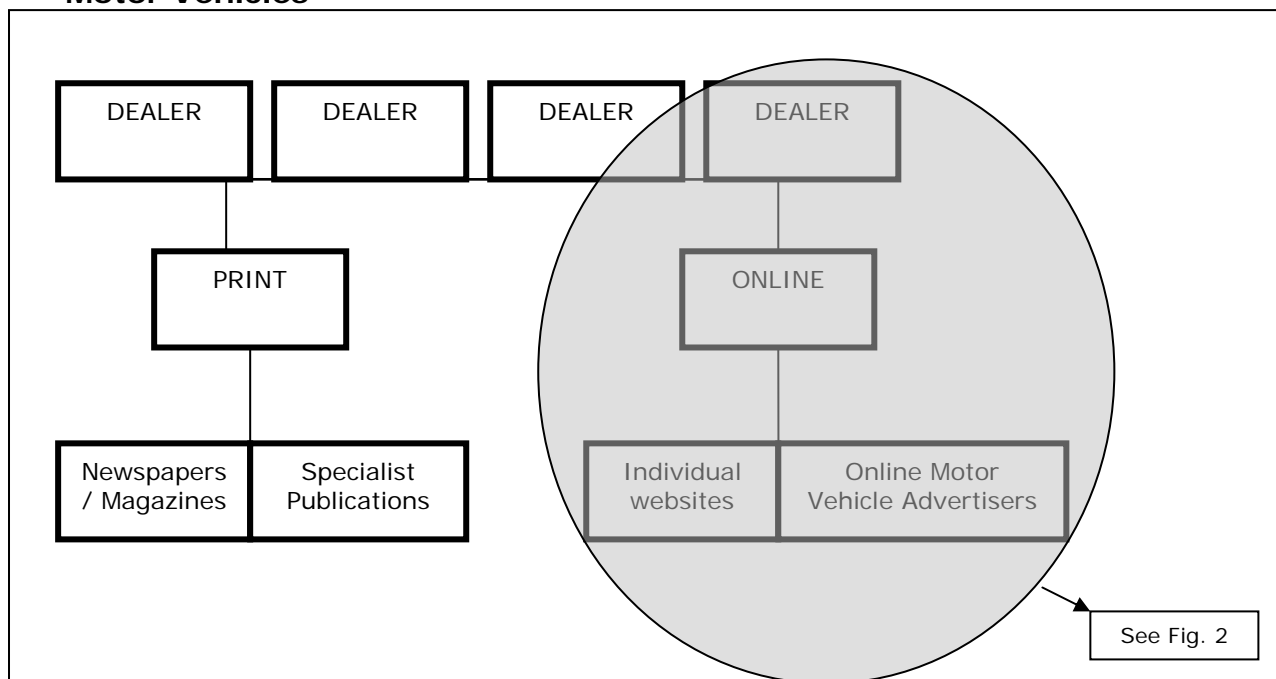 Motor Vehicles
DEALER DEALER DEALER DEALER
PRINT ONLINE
Newspapers
/ Magazines
Specialist
Publications
Individual
websites
Online Motor
Vehicle Advertisers
See Fig. 2